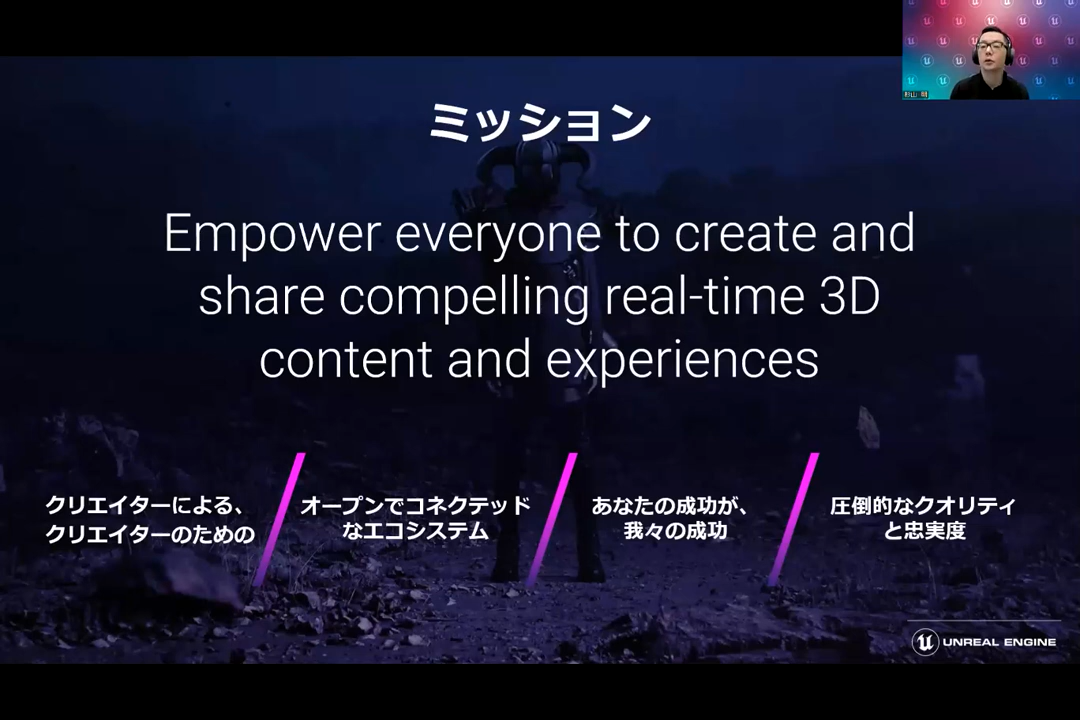 ミッション
Empower everyone to create and
share compelling real-time 3D
content and experiences
クリエイターによる、
クリエイターのための
オープンでコネクテッド
なエコシステム
あなたの成功が、
我々の成功
圧倒的なクオリティ
と忠実度
UNREAL ENGINE